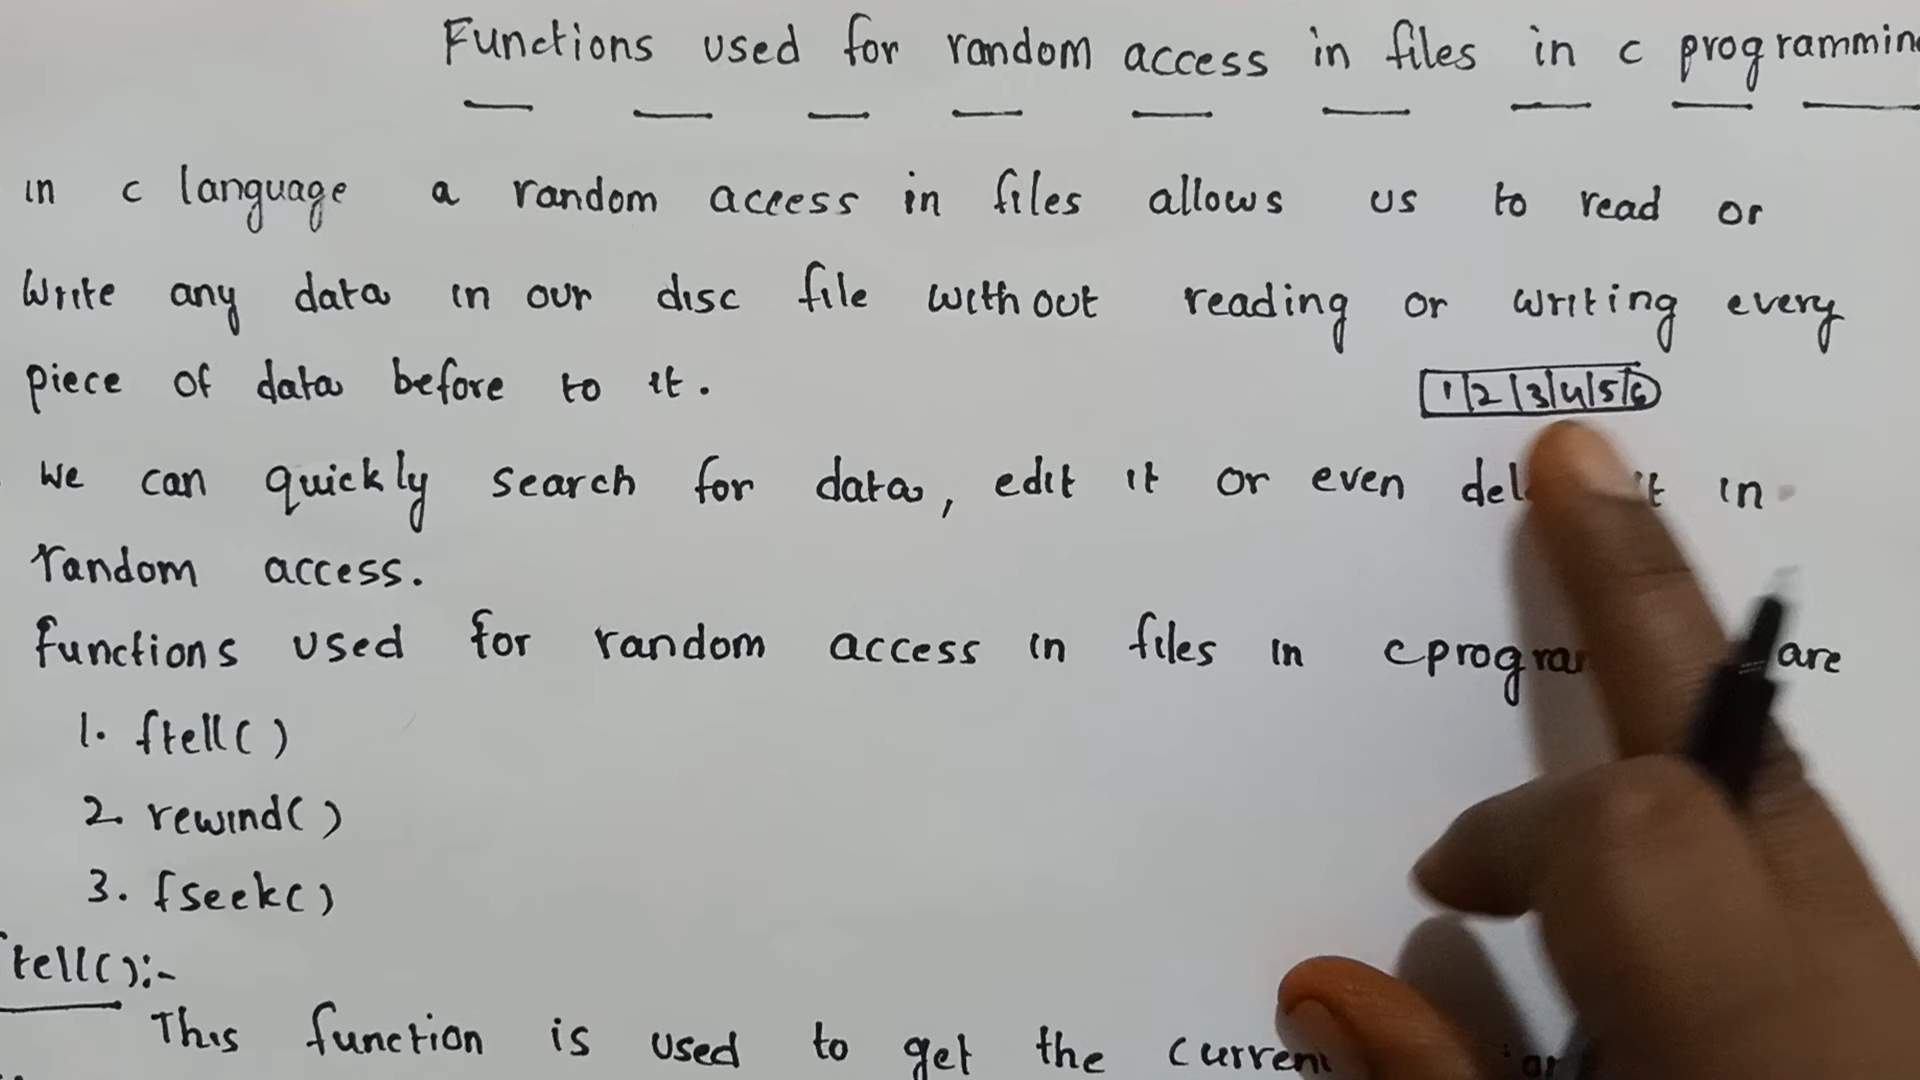 Functions used for random access in files in c programmin
in c language a random access in files allows us to read or
Write any data in our disc file without reading or writing every
piece of data before to it.
1 2 3 4 5 6
We can quickly search for data, edit it or even it in
random access.
functions used for random access in files in are
1. ftell()
2. rewind()
3. fseek()
tell():-
This function is used to get the